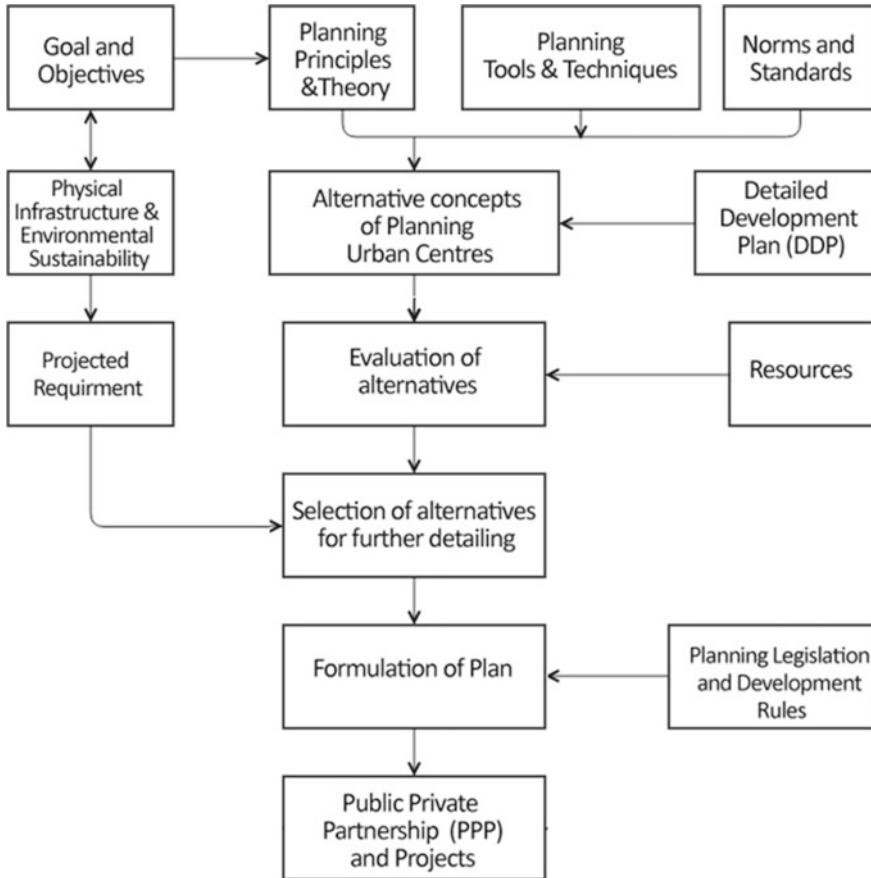 Goal and
Objectives
Planning
Principles
&Theory
Planning
Tools & Techniques
Norms and
Standards
Physical
Infrastructure &
Environmental
Sustainability
Alternative concepts
of Planning
Urban Centres
Detailed
Development
Plan (DDP)
Projected
Requirment
Evaluation of
alternatives
Resources
Selection of alternatives
for further detailing
Formulation of Plan
Planning Legislation
and Development
Rules
Public Private
Partnership (PPP)
and Projects